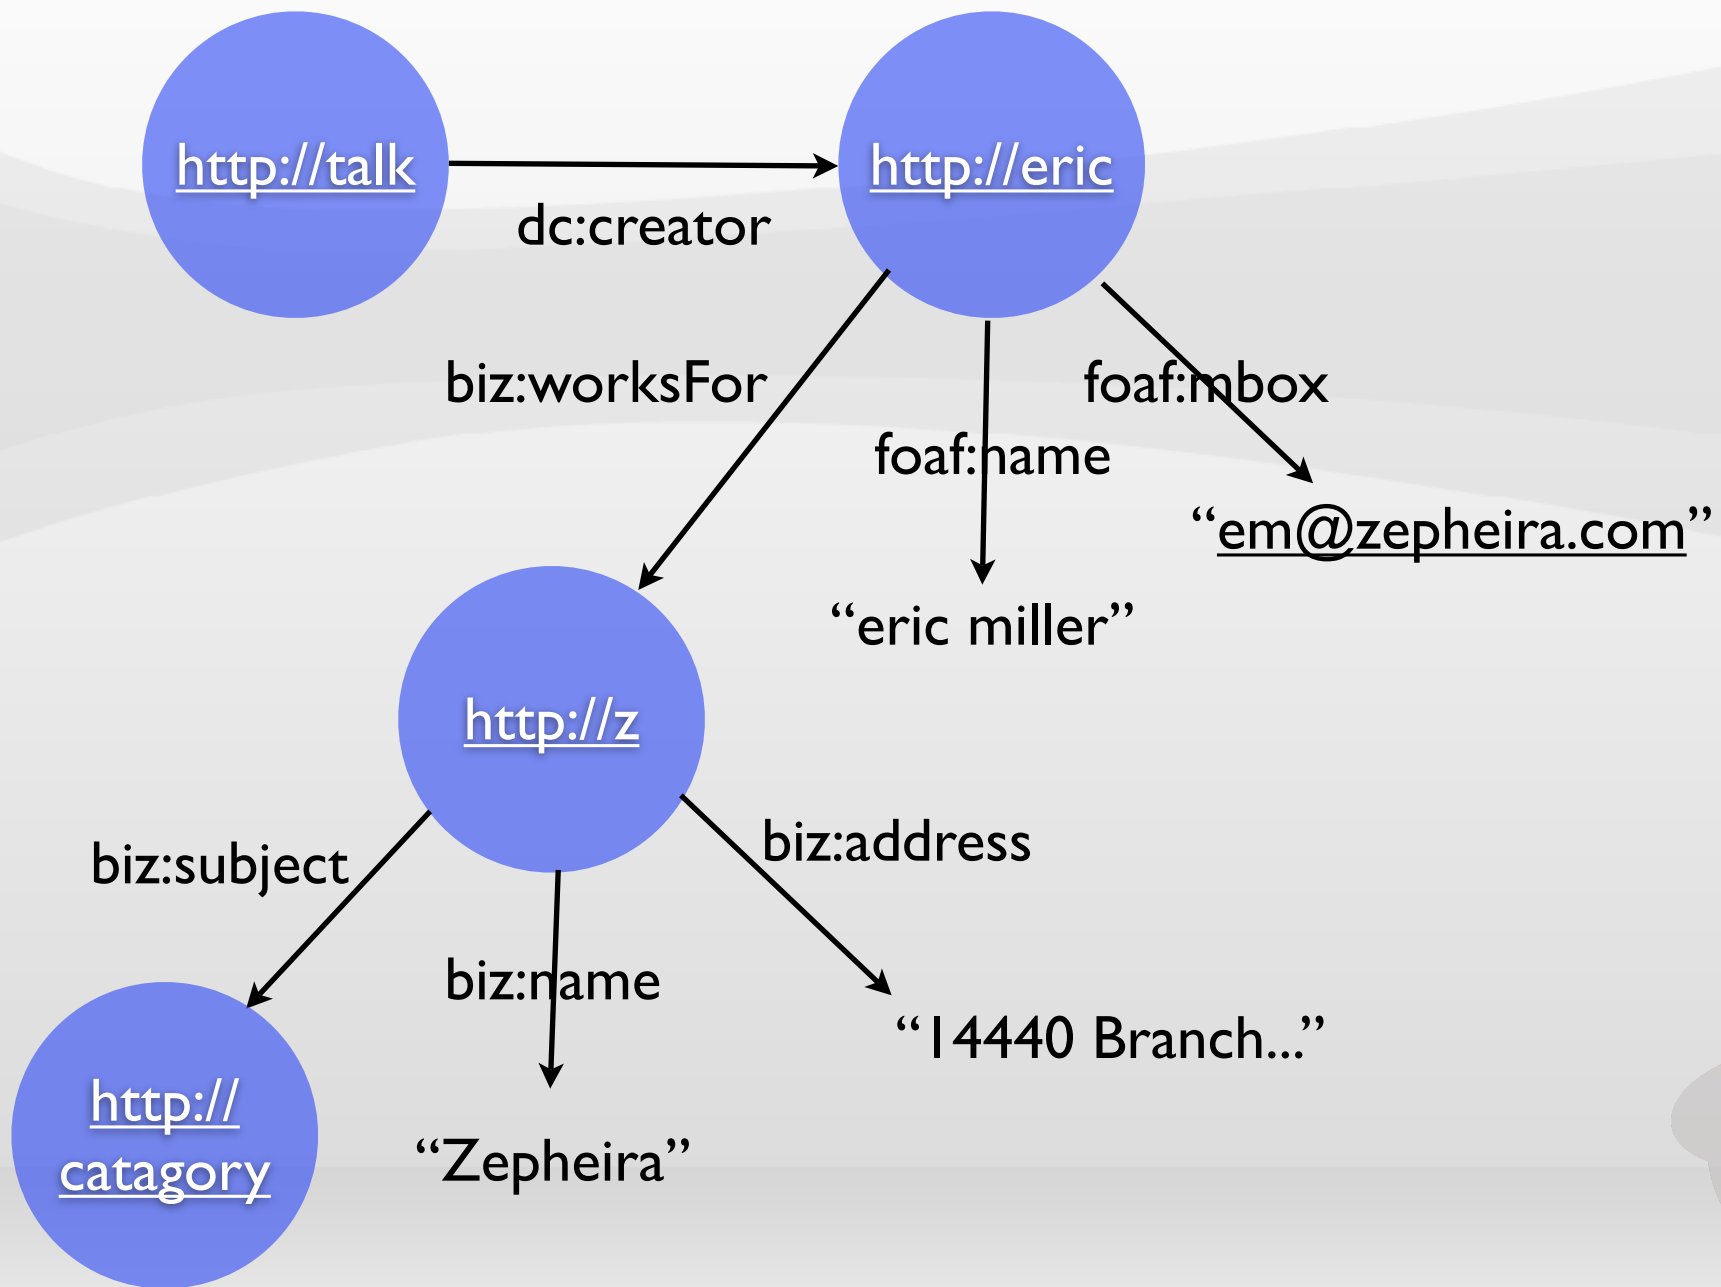 http://talk
http://eric
dc:creator
biz:worksFor
foaf:mbox
foaf:name
“em@zepheira.com”
“eric miller”
http://z
biz:address
biz:subject
biz:name
“14440 Branch...”
http://
catagory
“Zepheira”